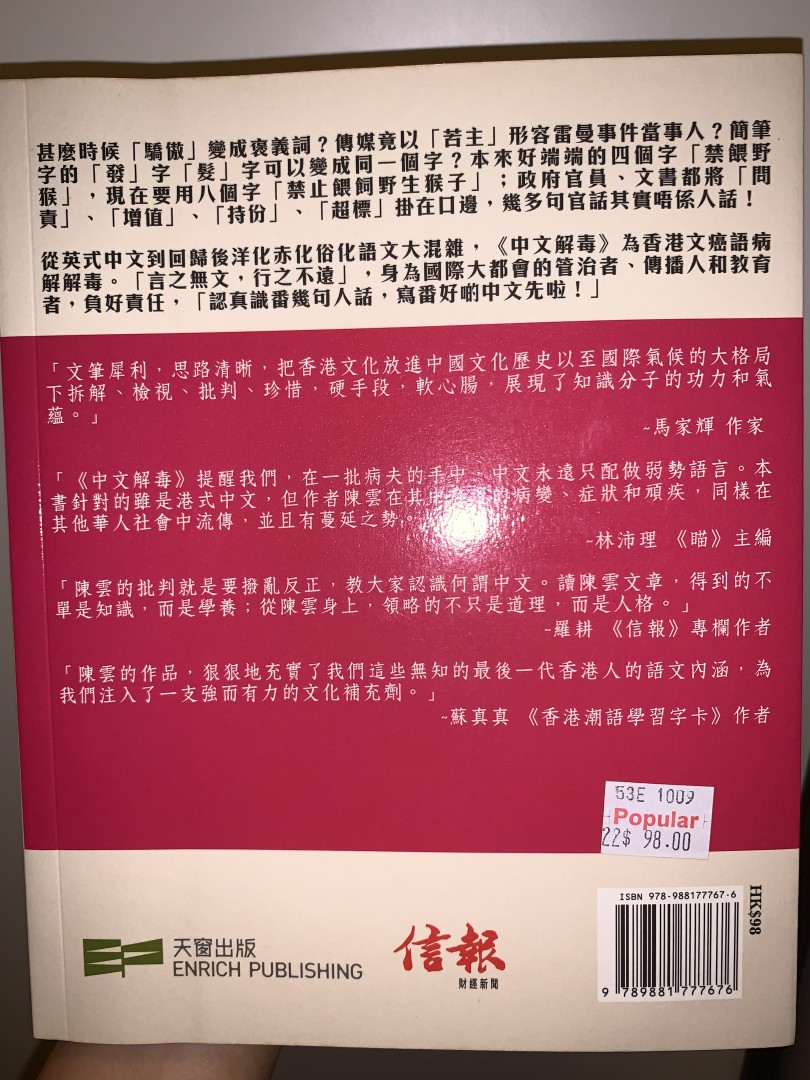 甚麼時候「驕傲」變成褒義詞？傳媒竟以「苦主」形容雷曼事件當事人？簡筆
字的「發」字「髮」字可以變成同一個字？本來好端端的四個字「禁餵野
猴」，現在要用八個字「禁止餵飼野生猴子」；政府官員、文書都將「問
責」、「增值」、「持份」、「超標」掛在口邊，幾多句官話其實唔係人話！
從英式中文到回歸後洋化赤化俗化語文大混雜，《中文解毒》為香港文癌語病
解解毒。「言之無文，行之不遠」，身為國際大都會的管治者、傳播人和教育
者，負好責任，「認真識番幾句人話，寫番好啲中文先啦！」
「文筆犀利，思路清晰，把香港文化放進中國文化歷史以至國際氣候的大格局
下拆解、檢視、批判、珍惜，硬手段，軟心腸，展現了知識分子的功力和氣
蘊。」
~馬家輝 作家
「《中文解毒》提醒我們，在一批病夫的手中，中文永遠只配做弱勢語言。本
書針對的雖是港式中文，但作者陳雲在其中的病變、症狀和頑疾，同樣在
其他華人社會中流傳，並且有蔓延之勢。
~林沛理 《瞄》主編
「陳雲的批判就是要撥亂反正，教大家認識何謂中文。讀陳雲文章，得到的不
單是知識，而是學養；從陳雲身上，領略的不只是道理，而是人格。」
~羅耕 《信報》專欄作者
「陳雲的作品，狠狠地充實了我們這些無知的最後一代香港人的語文內涵，為
我們注入了一支強而有力的文化補充劑。」
~蘇真真 《香港潮語學習字卡》作者
53E 1009
Popular
22$ 98.00
ISBN 978-988177767-6
HK$98
9 789881 777676
天窗出版
ENRICH PUBLISHING
信報
財經新聞